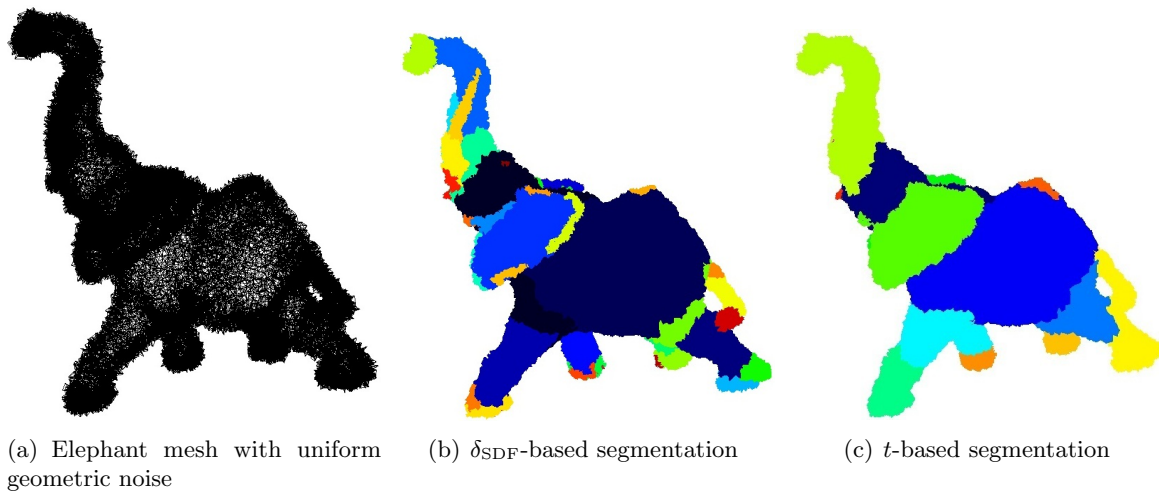 (a) Elephant mesh with uniform
geometric noise
(b) δSDF-based segmentation
(c) t-based segmentation